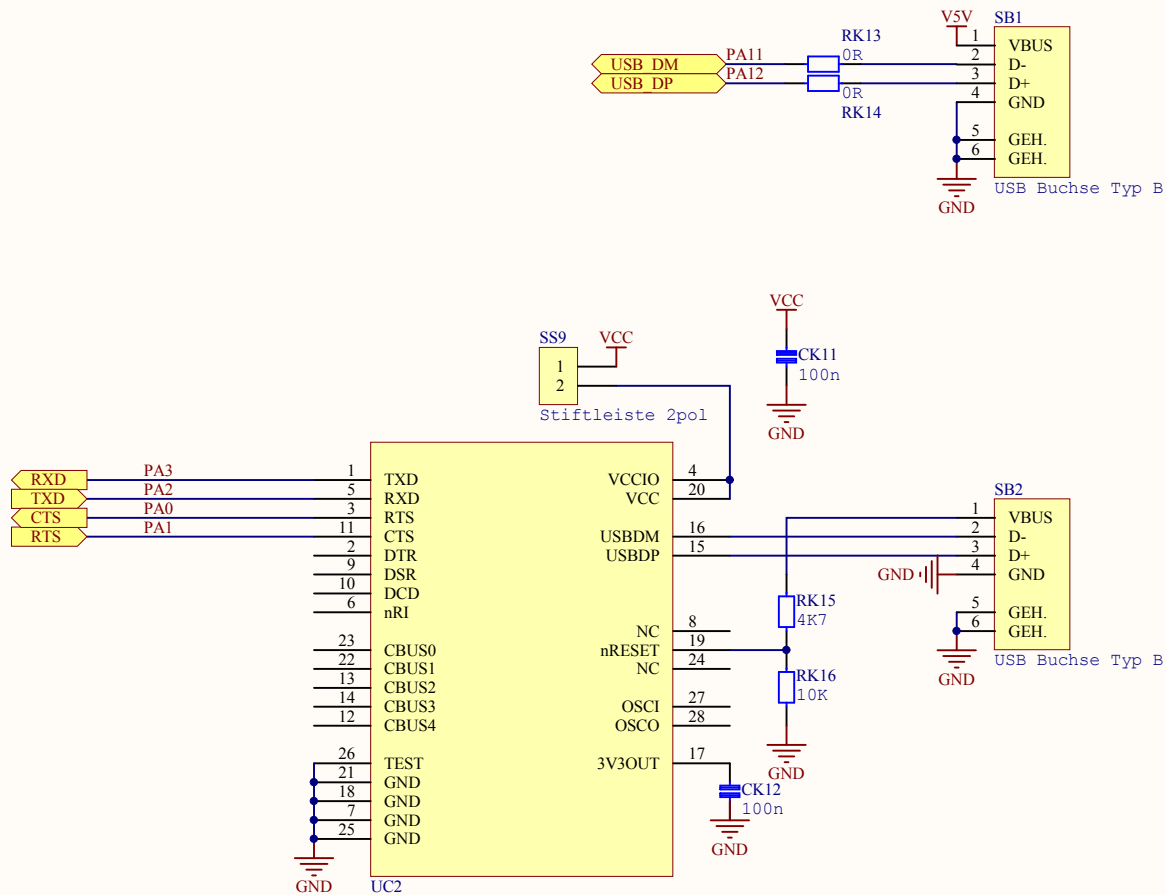 V5V
SB1
RK13
0R
USB_DM
PA11
USB_DP
PA12
0R
RK14
1 VBUS
2 D-
3 D+
4 GND
5 GEH.
6 GEH.
USB Buchse Typ B
GND
VCC
CK11
100n
GND
SS9
VCC
1
2
Stiftleiste 2pol
RXD PA3 1 TXD
TXD PA2 5 RXD
CTS PA0 3 RTS
RTS PA1 11 CTS
2 DTR
9 DSR
10 DCD
6 nRI
23 CBUS0
22 CBUS1
13 CBUS2
14 CBUS3
12 CBUS4
26 TEST
21 GND
18 GND
7 GND
25 GND
GND
UC2
VCCIO 4
VCC 20
USBDM 16
USBDP 15
NC 8
nRESET 19
NC 24
OSCI 27
OSCO 28
3V3OUT 17
CK12
100n
GND
RK15
4K7
RK16
10K
GND
SB2
1 VBUS
2 D-
3 D+
GND 4 GND
5 GEH.
6 GEH.
USB Buchse Typ B
GND